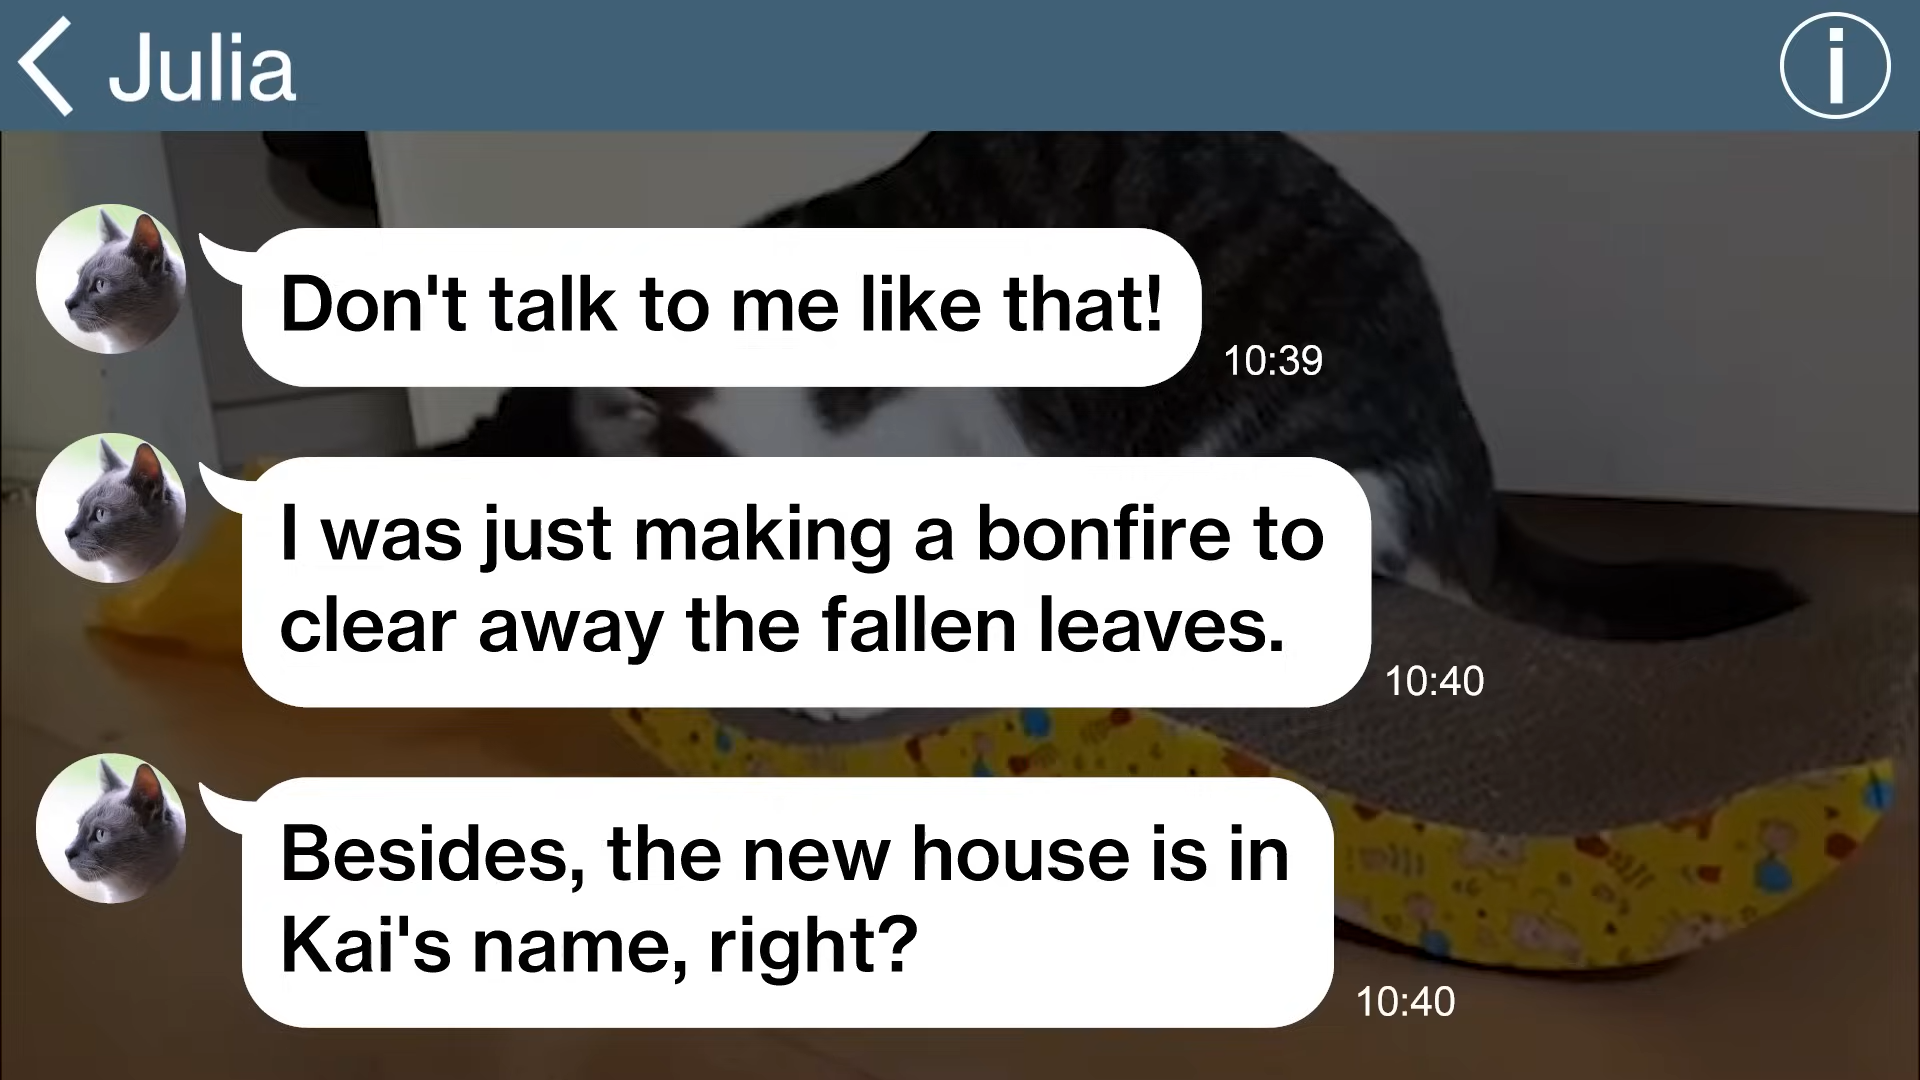 Julia
Don't talk to me like that!
10:39
I was just making a bonfire to
clear away the fallen leaves.
10:40
Besides, the new house is in
Kai's name, right?
10:40